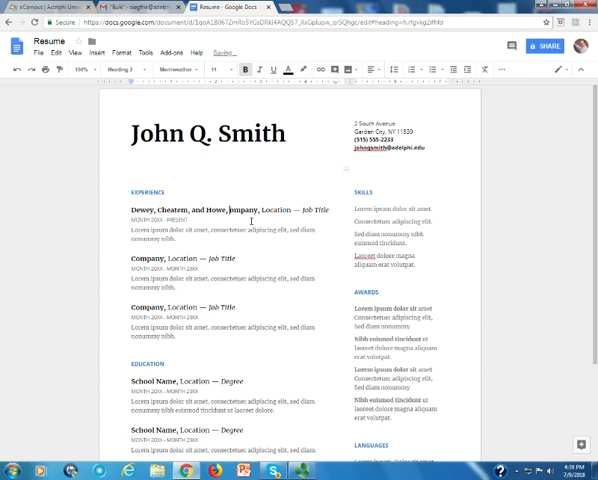 eCampus | Adelphi Univ
Resume - Google Docs
Secure
Resume
File Edit View Insert Format Tools Table Add-ons Help Saving...
SHARE
100% Heading 2 Merriweather 11 B I U A
John Q. Smith
2 South Avenue
Garden City, NY 11530
(515) 555-2233
johnqsmith@adelphi.edu
EXPERIENCE
Dewey, Cheatem, and Howe,ompany, Location — Job Title
MONTH 20XX - PRESENT
Lorem ipsum dolor sit amet, consectetuer adipiscing elit, sed diam
nonummy nibh.
Company, Location — Job Title
MONTH 20XX - MONTH 20XX
Lorem ipsum dolor sit amet, consectetuer adipiscing elit, sed diam
nonummy nibh.
Company, Location — Job Title
MONTH 20XX - MONTH 20XX
Lorem ipsum dolor sit amet, consectetuer adipiscing elit, sed diam
nonummy nibh.
EDUCATION
School Name, Location — Degree
MONTH 20XX - MONTH 20XX
Lorem ipsum dolor sit amet, consectetuer adipiscing elit, sed diam
nonummy nibh euismod tincidunt ut laoreet dolore.
School Name, Location — Degree
MONTH 20XX - MONTH 20XX
Lorem ipsum dolor sit amet, consectetuer adipiscing elit, sed diam
SKILLS
Lorem ipsum dolor sit amet.
Consectetuer adipiscing elit.
Sed diam nonummy nibh
euismod tincidunt.
Laoreet dolore magna
aliquam erat volutpat.
AWARDS
Lorem ipsum dolor sit amet
Consectetuer adipiscing elit,
Sed diam nonummy
Nibh euismod tincidunt ut
laoreet dolore magna aliquam
erat volutpat.
Lorem ipsum dolor sit amet
Consectetuer adipiscing elit,
Sed diam nonummy
Nibh euismod tincidunt ut
laoreet dolore magna aliquam
erat volutpat.
LANGUAGES
4:38 PM
7/9/2018